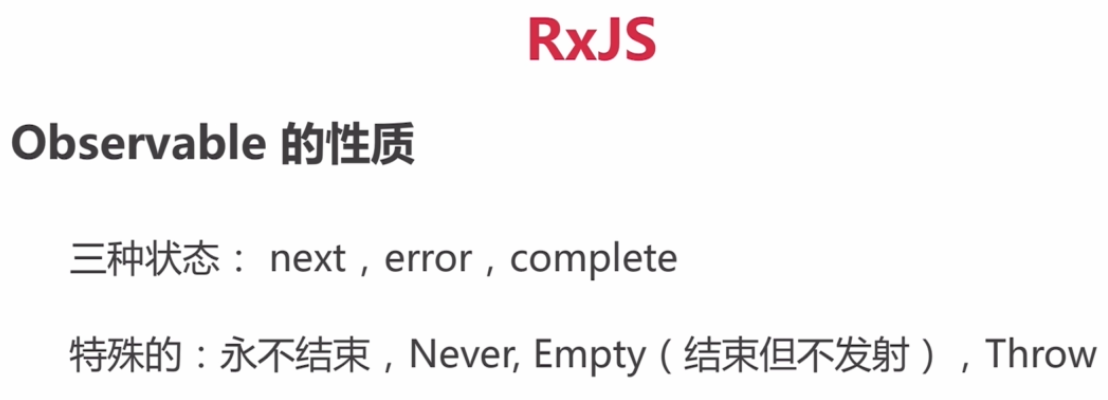 RxJS
Observable 的性质
三种状态： next，error，complete
特殊的：永不结束，Never, Empty（结束但不发射），Throw